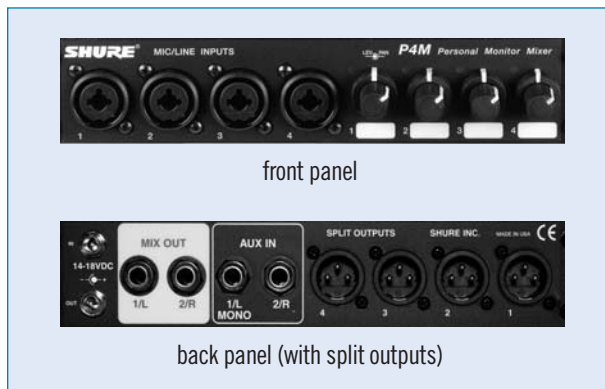 SHURE® MIC/LINE INPUTS LEV PAN P4M Personal Monitor Mixer
1 2 3 4 1 2 3 4
front panel
IN MIX OUT AUX IN SPLIT OUTPUTS SHURE INC. MADE IN USA CE
14-18VDC
- +
OUT 1/L 2/R 1/L 2/R 4 3 2 1
MONO
back panel (with split outputs)